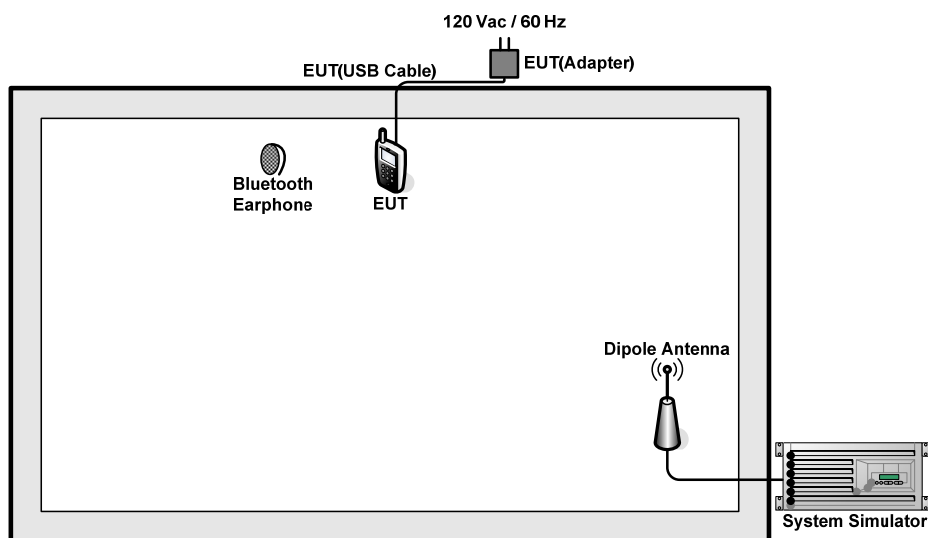 120 Vac / 60 Hz
EUT(USB Cable)
EUT(Adapter)
Bluetooth
Earphone
EUT
Dipole Antenna
System Simulator